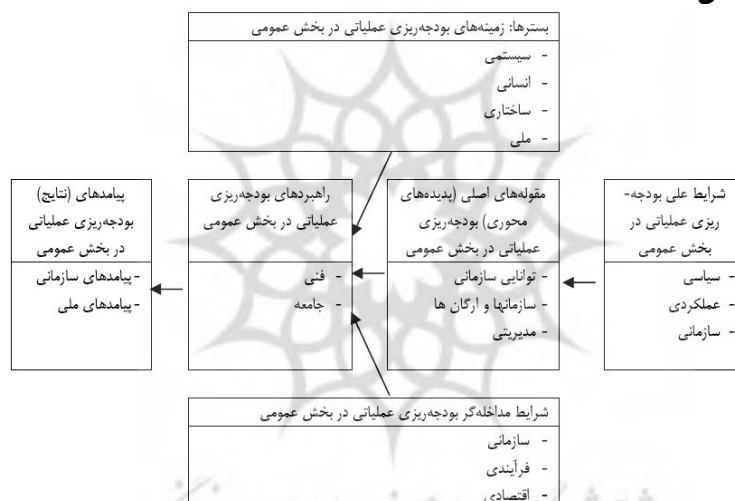 بسترها: زمینه‌های بودجه‌ریزی عملیاتی در بخش عمومی
- سیستمی
- انسانی
- ساختاری
- ملی
شرایط علی بودجه-
ریزی عملیاتی در
بخش عمومی
- سیاسی
- عملکردی
- سازمانی
مقوله‌های اصلی (پدیده‌های
محوری) بودجه‌ریزی
عملیاتی در بخش عمومی
- توانایی سازمانی
- سازمانها و ارگان ها
- مدیریتی
راهبردهای بودجه‌ریزی
عملیاتی در بخش عمومی
- فنی
- جامعه
پیامدهای (نتایج)
بودجه‌ریزی عملیاتی
در بخش عمومی
-پیامدهای سازمانی
-پیامدهای ملی
شرایط مداخله‌گر بودجه‌ریزی عملیاتی در بخش عمومی
- سازمانی
- فرآیندی
- اقتصادی